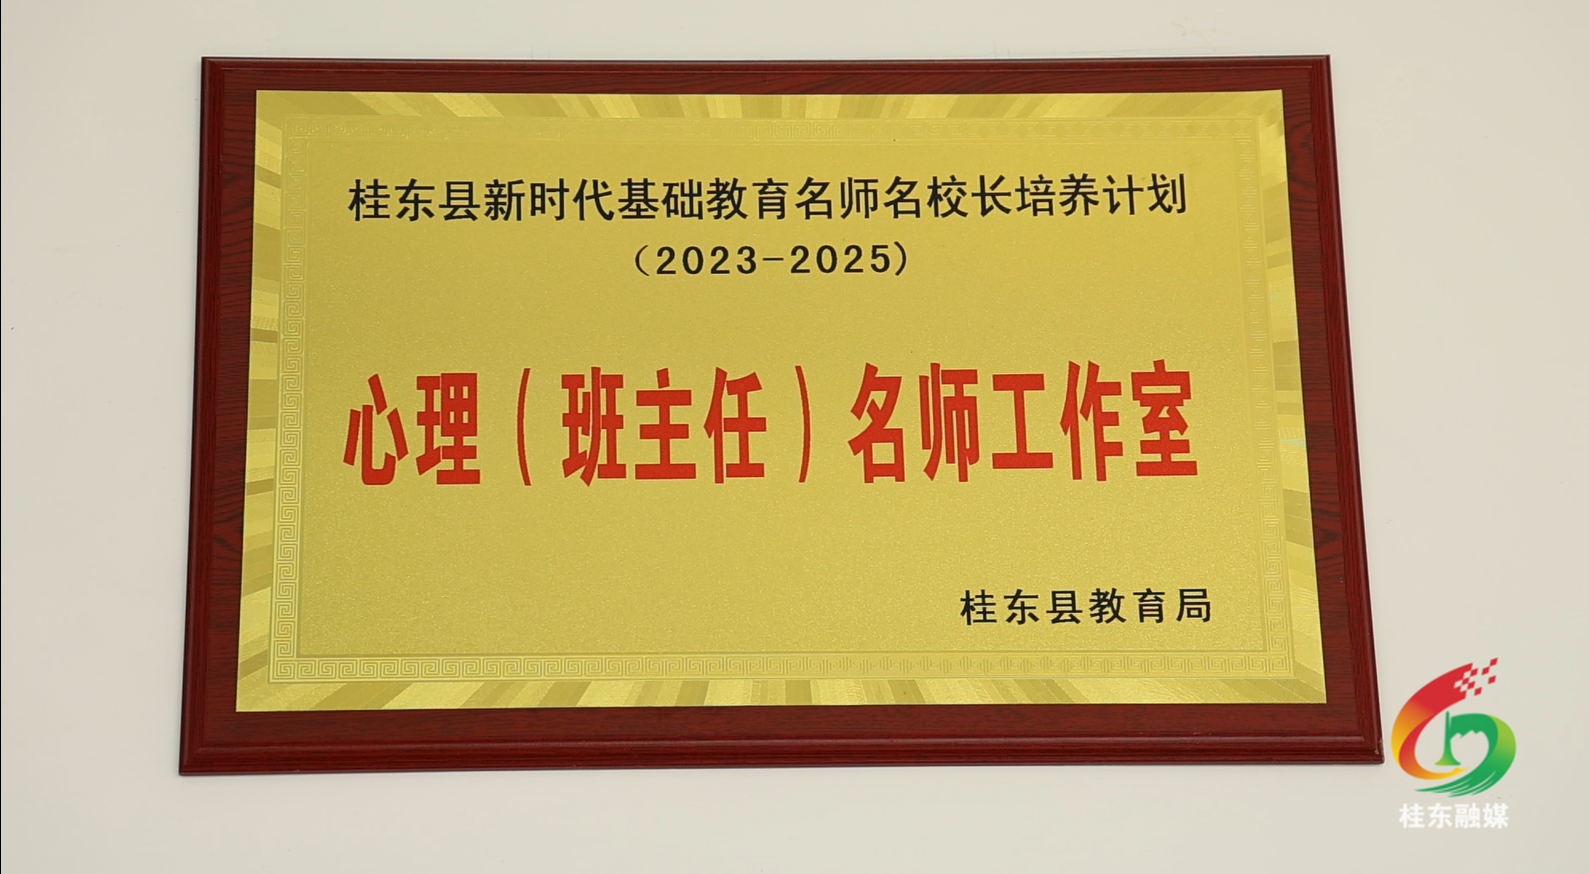 桂东县新时代基础教育名师名校长培养计划
（2023-2025）
心理（班主任）名师工作室
桂东县教育局
桂东融媒